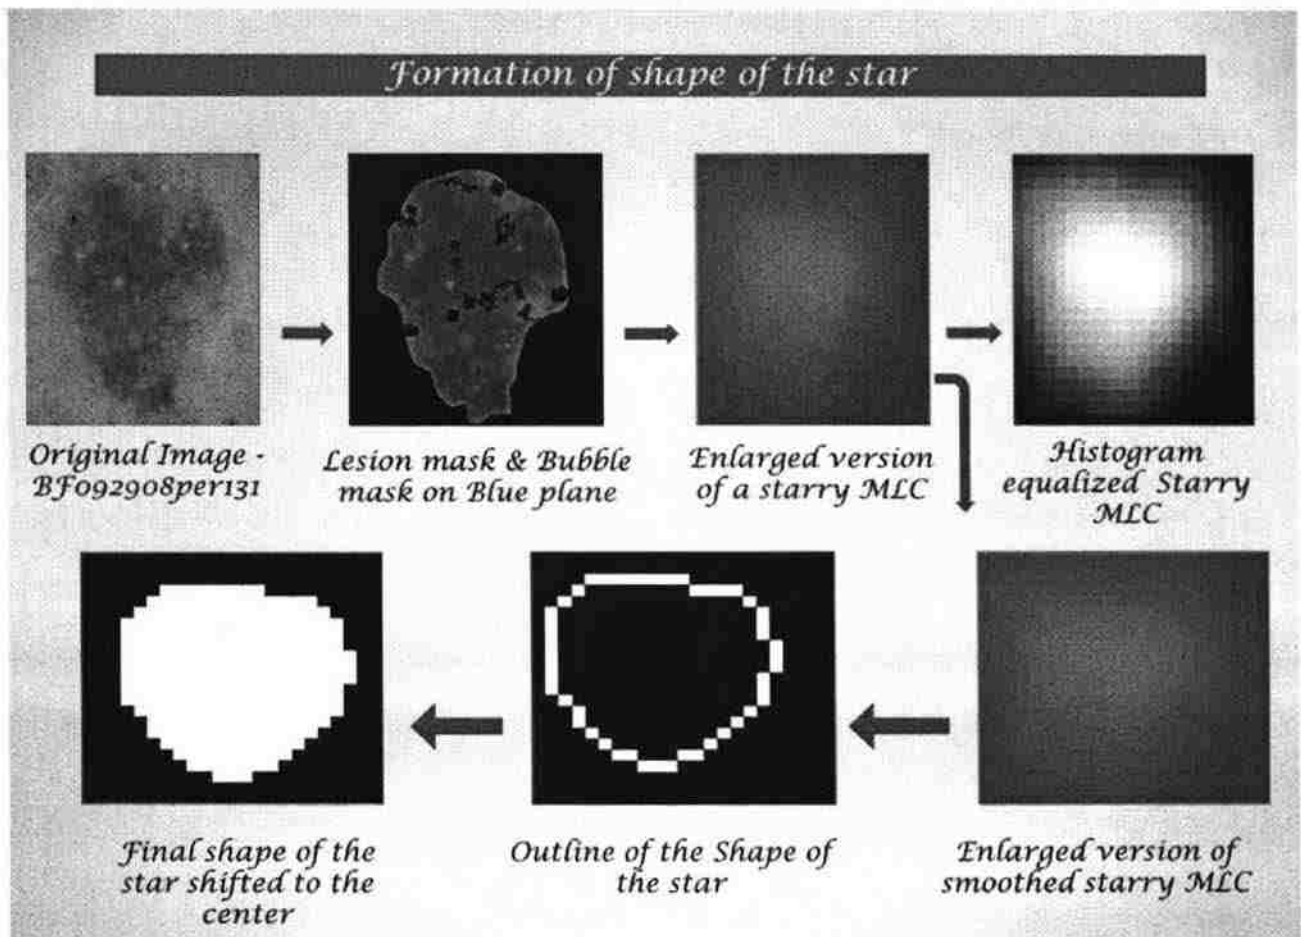 Formation of shape of the star
Original Image -
BF092908per131
Lesion mask & Bubble
mask on Blue plane
Enlarged version
of a starry MLC
Histogram
equalized Starry
MLC
Final shape of the
star shifted to the
center
Outline of the Shape of
the star
Enlarged version of
smoothed starry MLC